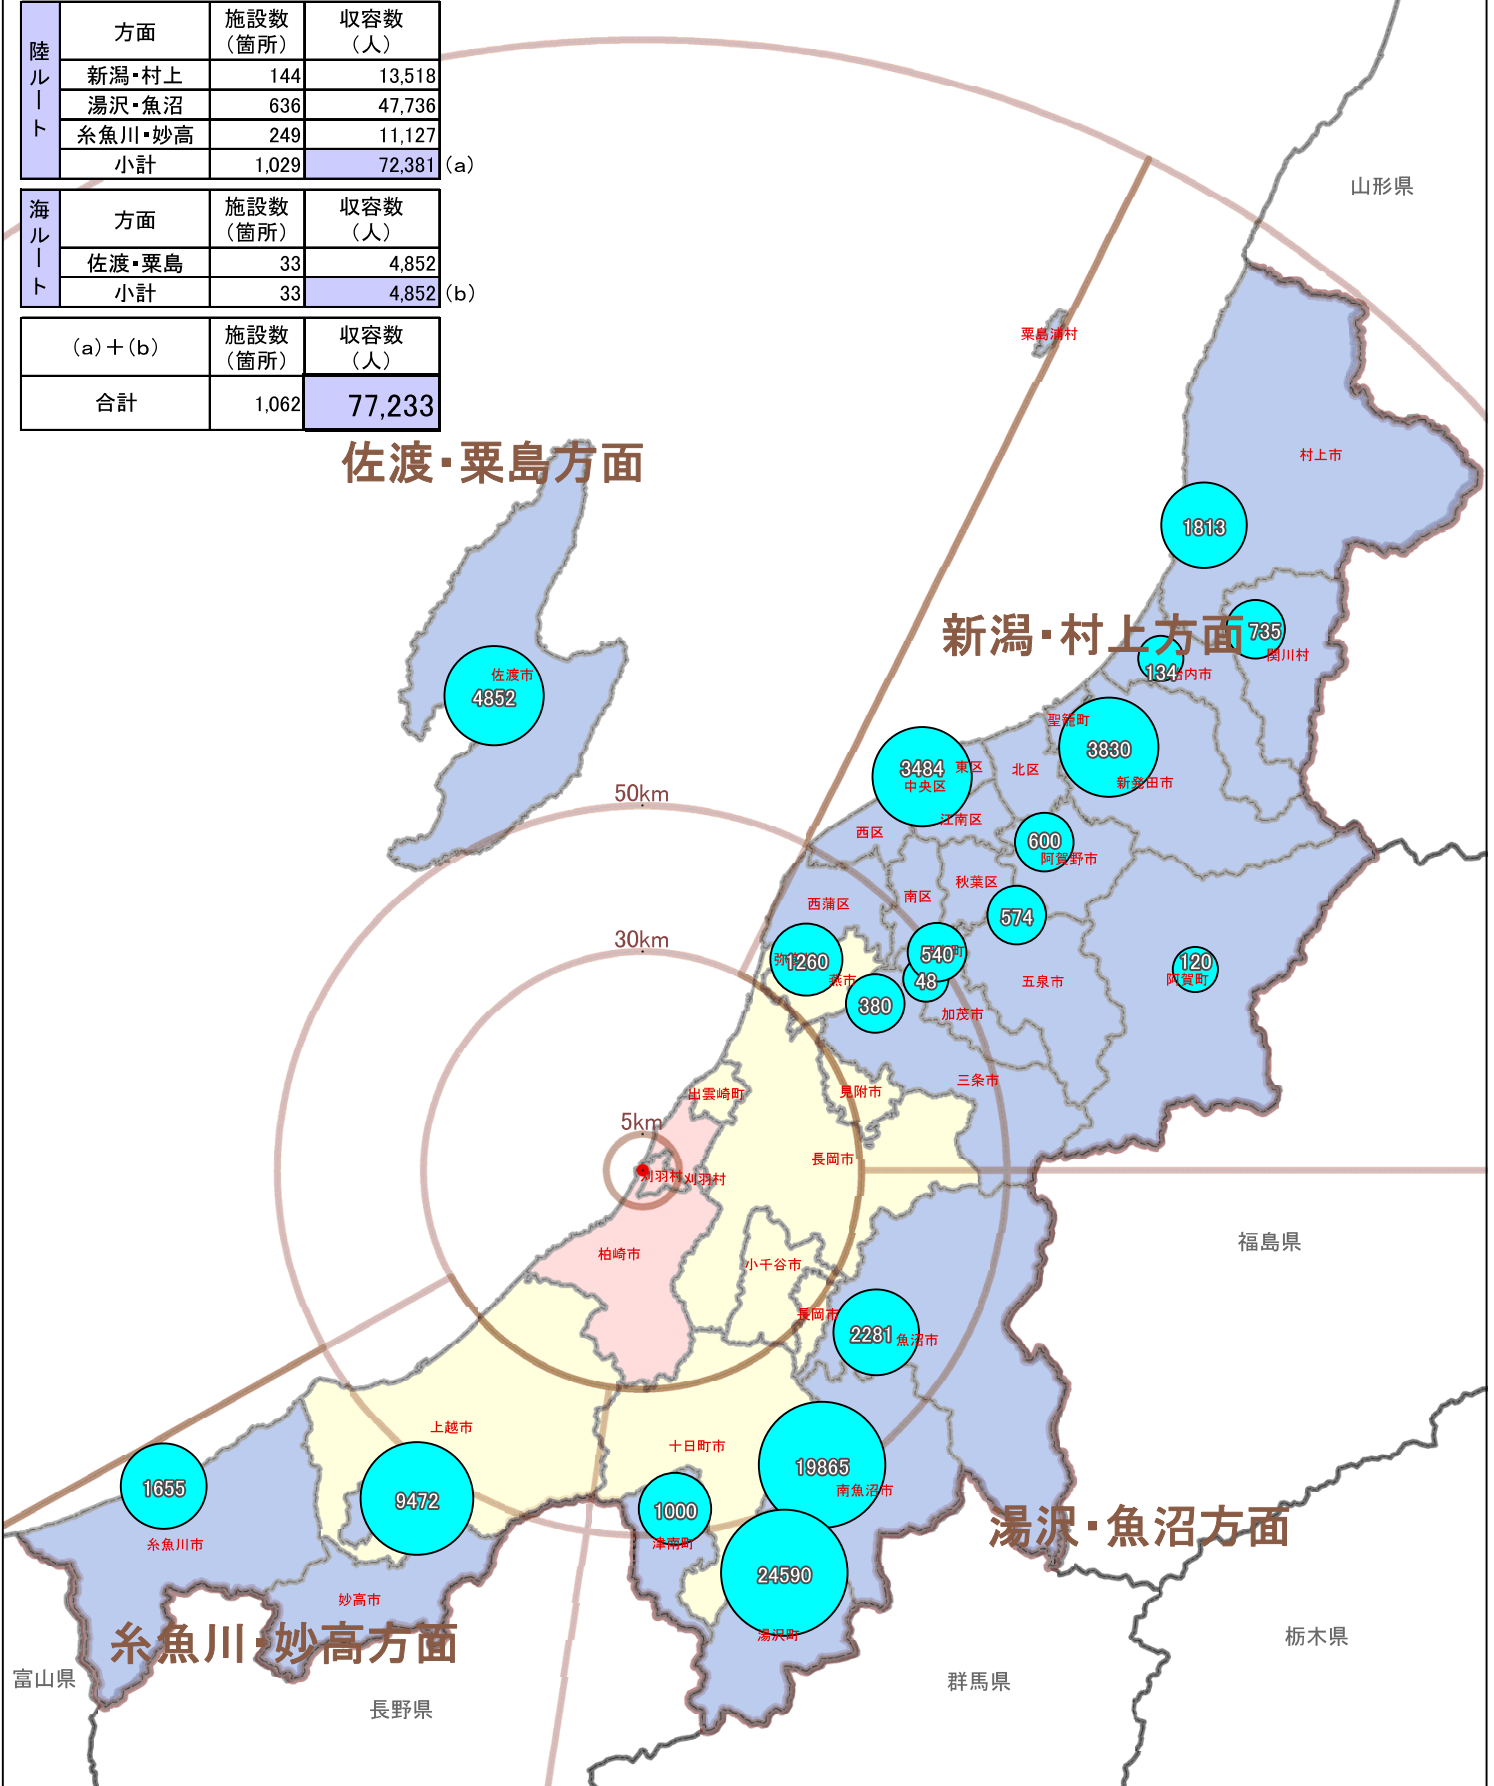 陸ルート
方面 施設数(箇所) 収容数(人)
新潟・村上 144 13,518
湯沢・魚沼 636 47,736
糸魚川・妙高 249 11,127
小計 1,029 72,381 (a)
海ルート
方面 施設数(箇所) 収容数(人)
佐渡・粟島 33 4,852
小計 33 4,852 (b)
(a)+(b) 施設数(箇所) 収容数(人)
合計 1,062 77,233
山形県
粟島浦村
佐渡・粟島方面
村上市
1813
新潟・村上方面
735
関川村
134
胎内市
佐渡市
4852
聖籠町
3830
新発田市
3484
中央区
東区
北区
50km
江南区
西区
600
阿賀野市
秋葉区
南区
西蒲区
574
30km
540
1260
燕市
48
380
加茂市
五泉市
120
阿賀町
三条市
見附市
出雲崎町
5km
長岡市
刈羽村
刈羽村
柏崎市
小千谷市
福島県
長岡市
2281
魚沼市
上越市
十日町市
19865
南魚沼市
1655
9472
1000
津南町
糸魚川市
湯沢・魚沼方面
24590
妙高市
湯沢町
糸魚川・妙高方面
栃木県
富山県
群馬県
長野県